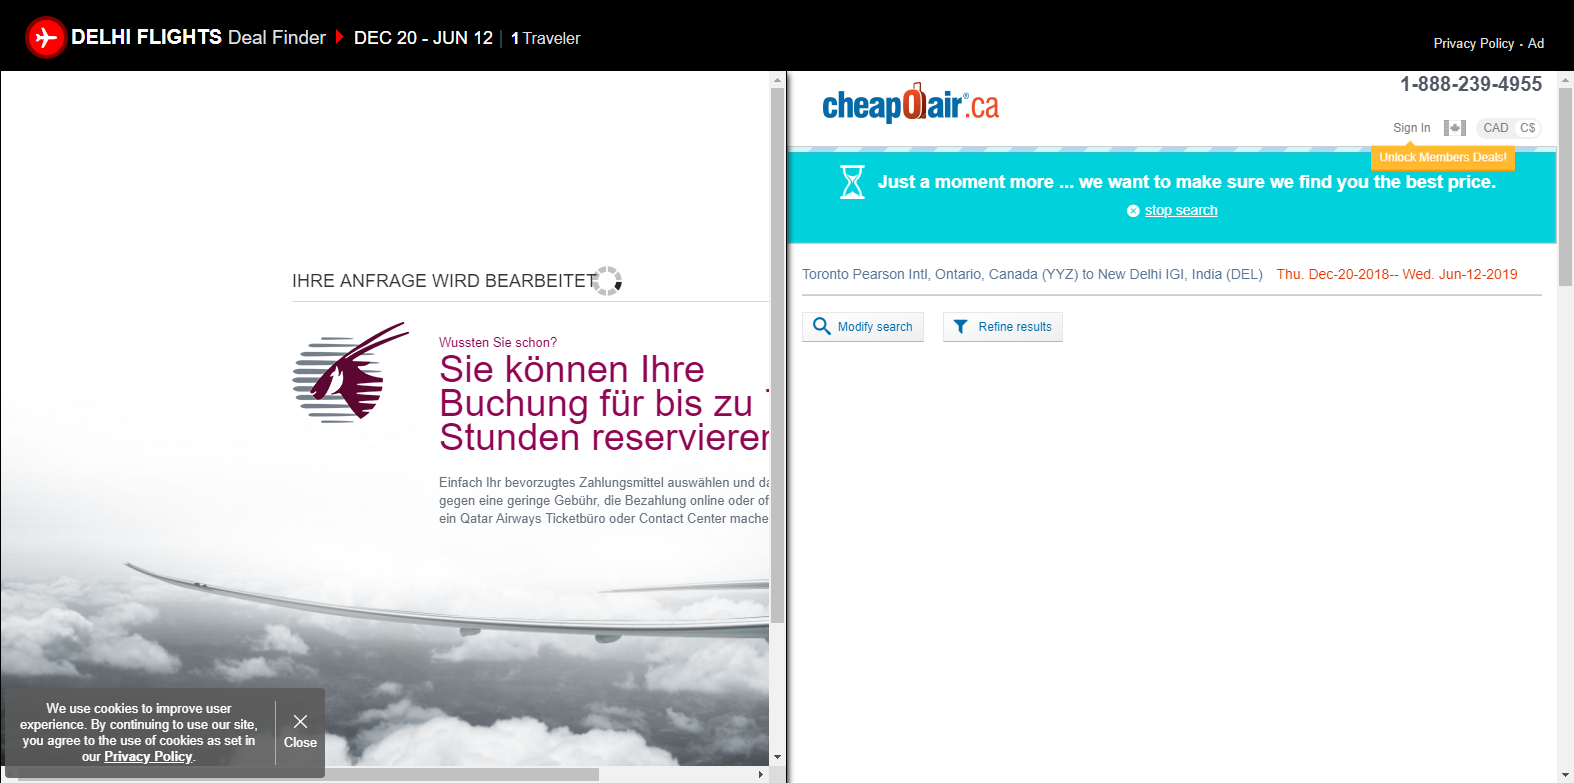 DELHI FLIGHTS Deal Finder DEC 20 - JUN 12 | 1 Traveler
Privacy Policy - Ad
IHRE ANFRAGE WIRD BEARBEITET
Wussten Sie schon?
Sie können Ihre
Buchung für bis zu
Stunden reservieren
Einfach Ihr bevorzugtes Zahlungsmittel auswählen und
gegen eine geringe Gebühr, die Bezahlung online oder
ein Qatar Airways Ticketbüro oder Contact Center mache
We use cookies to improve user
experience. By continuing to use our site,
you agree to the use of cookies as set in
our Privacy Policy.
Close
cheapOair®.ca
1-888-239-4955
Sign In
CAD C$
Unlock Members Deals!
Just a moment more ... we want to make sure we find you the best price.
stop search
Toronto Pearson Intl, Ontario, Canada (YYZ) to New Delhi IGI, India (DEL) Thu. Dec-20-2018-- Wed. Jun-12-2019
Modify search
Refine results